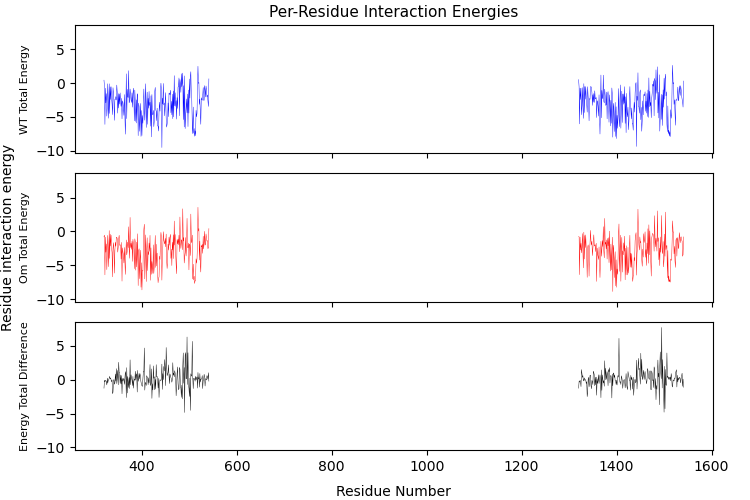 Per-Residue Interaction Energies
Residue interaction energy
WT Total Energy
5
0
−5
−10
Om Total Energy
5
0
−5
−10
Energy Total Difference
5
0
−5
−10
400 600 800 1000 1200 1400 1600
Residue Number